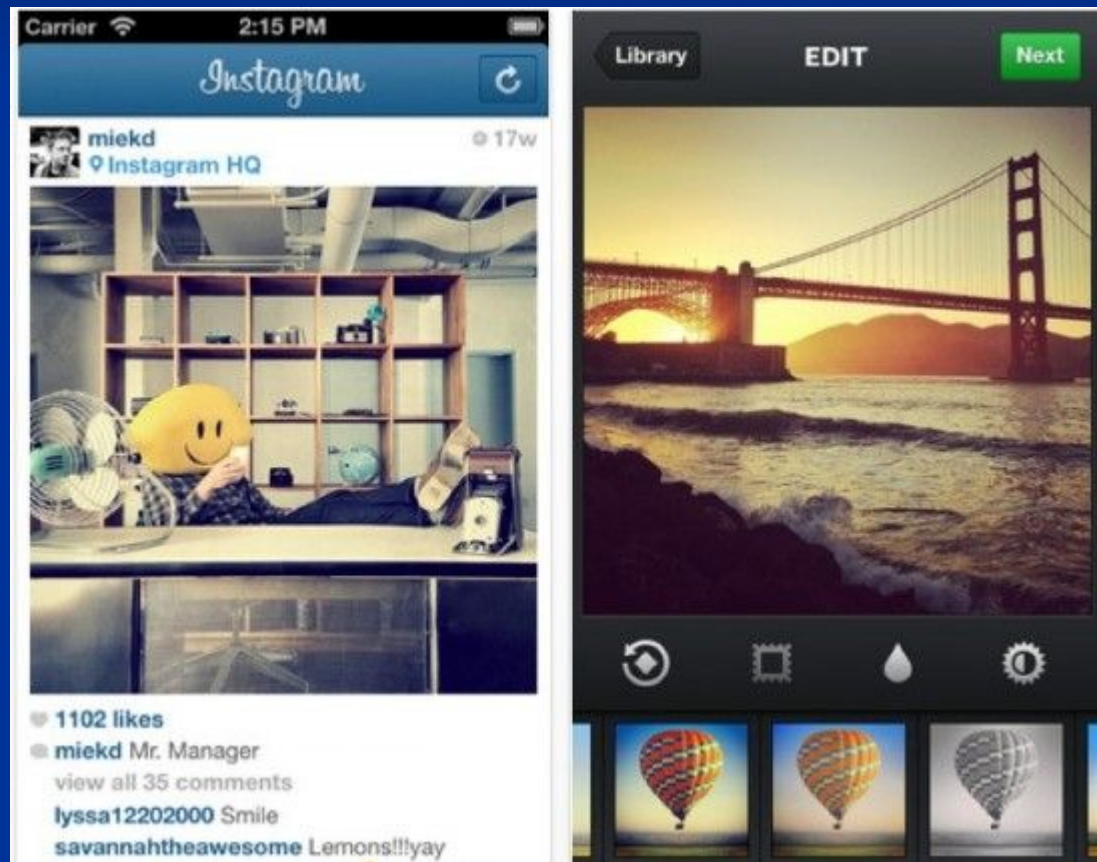 Carrier 2:15 PM
Instagram
miekd 17w
Instagram HQ
1102 likes
miekd Mr. Manager
view all 35 comments
lyssa12202000 Smile
savannahtheawesome Lemons!!!yay
Library EDIT Next